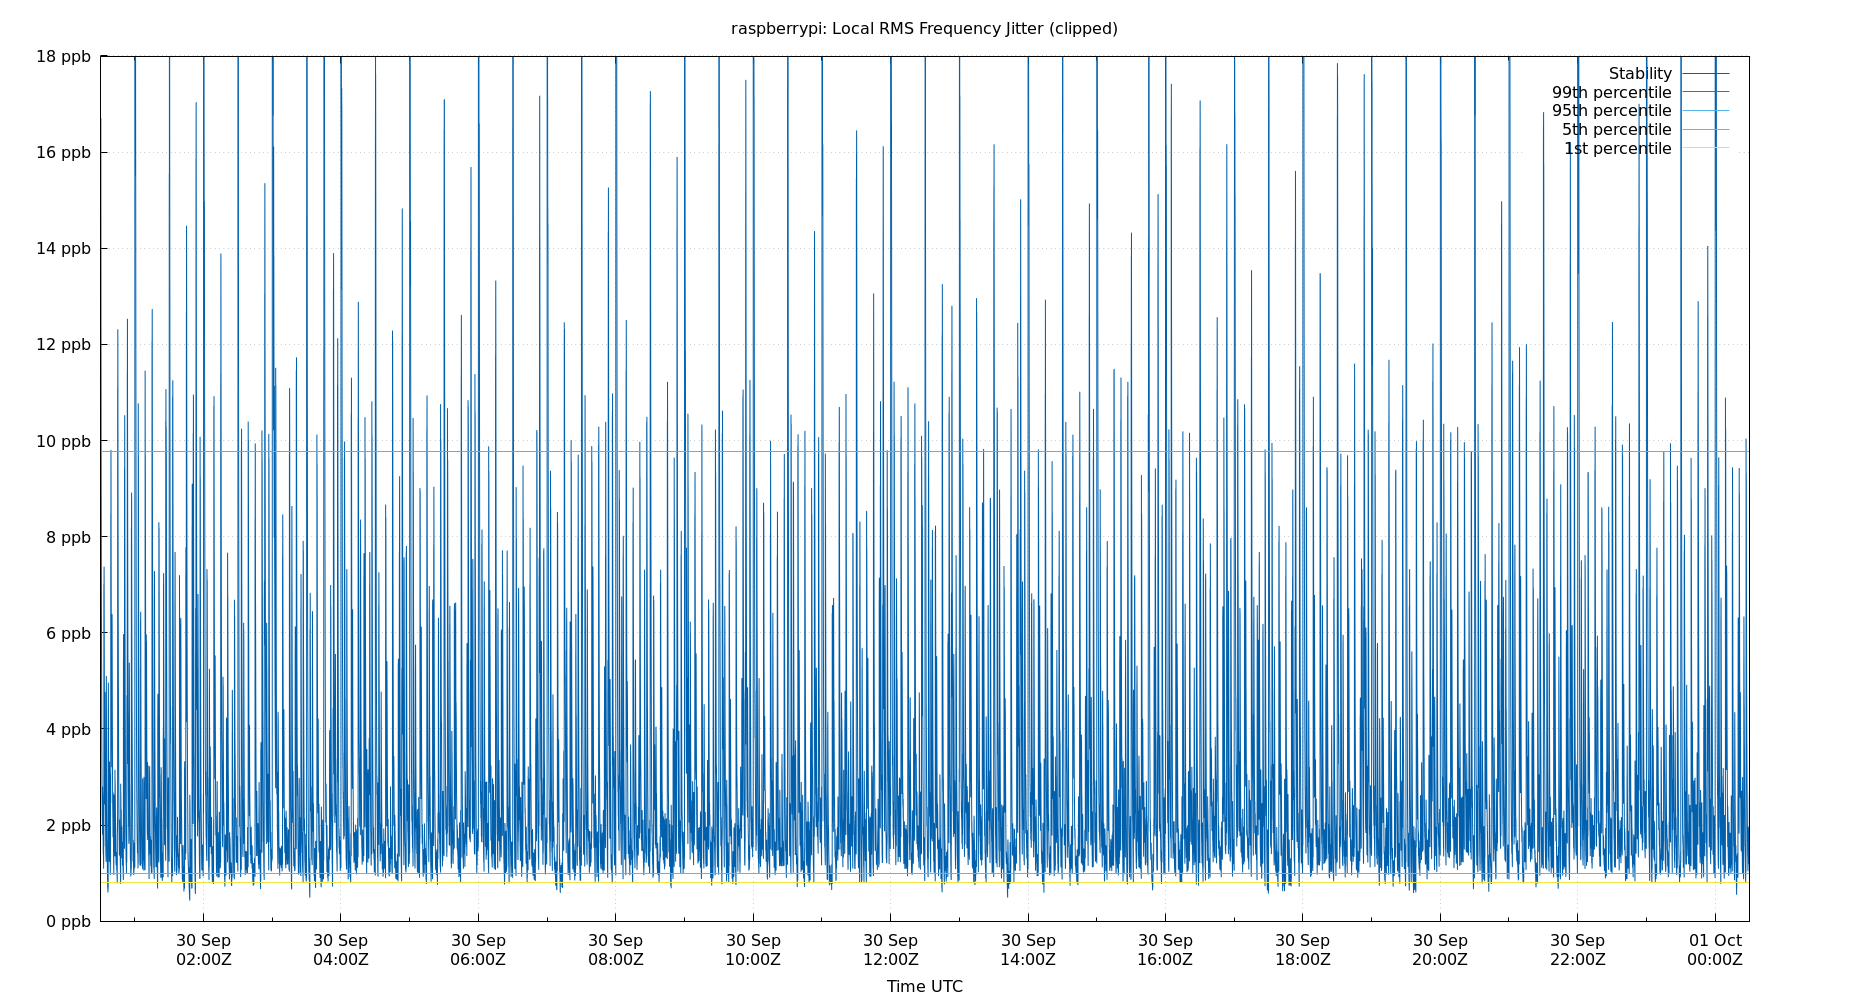 raspberrypi: Local RMS Frequency Jitter (clipped)
18 ppb
16 ppb
14 ppb
12 ppb
10 ppb
8 ppb
6 ppb
4 ppb
2 ppb
0 ppb
Stability
99th percentile
95th percentile
5th percentile
1st percentile
30 Sep 30 Sep 30 Sep 30 Sep 30 Sep 30 Sep 30 Sep 30 Sep 30 Sep 30 Sep 30 Sep 01 Oct
02:00Z 04:00Z 06:00Z 08:00Z 10:00Z 12:00Z 14:00Z 16:00Z 18:00Z 20:00Z 22:00Z 00:00Z
Time UTC